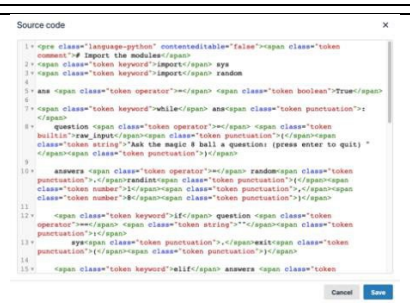 Source code
×
1 <pre class="language-python" contenteditable="false"><span class="token
comment"># Import the modules</span>
2 <span class="token keyword">import</span> sys
3 <span class="token keyword">import</span> random
4
5 ans <span class="token operator">=</span> <span class="token boolean">True</span>
6
7 <span class="token keyword">while</span> ans<span class="token punctuation">:
</span>
8 question <span class="token operator">=</span> <span class="token
builtin">raw_input</span><span class="token punctuation">(</span><span
class="token string">"Ask the magic 8 ball a question: (press enter to quit) "
</span><span class="token punctuation">)</span>
9
10 answers <span class="token operator">=</span> random<span class="token
punctuation">.</span>randint<span class="token punctuation">(</span><span
class="token number">1</span><span class="token punctuation">,</span><span
class="token number">8</span><span class="token punctuation">)</span>
11
12 <span class="token keyword">if</span> question <span class="token
operator">==</span> <span class="token string">""</span><span class="token
punctuation">:</span>
13 sys<span class="token punctuation">.</span>exit<span class="token
punctuation">(</span><span class="token punctuation">)</span>
14
15 <span class="token keyword">elif</span> answers <span class="token
Cancel Save